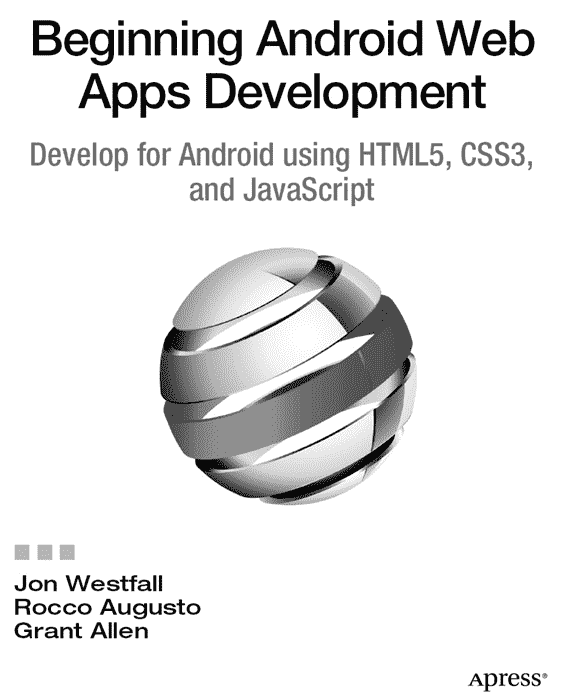 Beginning Android Web
Apps Development
Develop for Android using HTML5, CSS3,
and JavaScript
Jon Westfall
Rocco Augusto
Grant Allen
Apress®